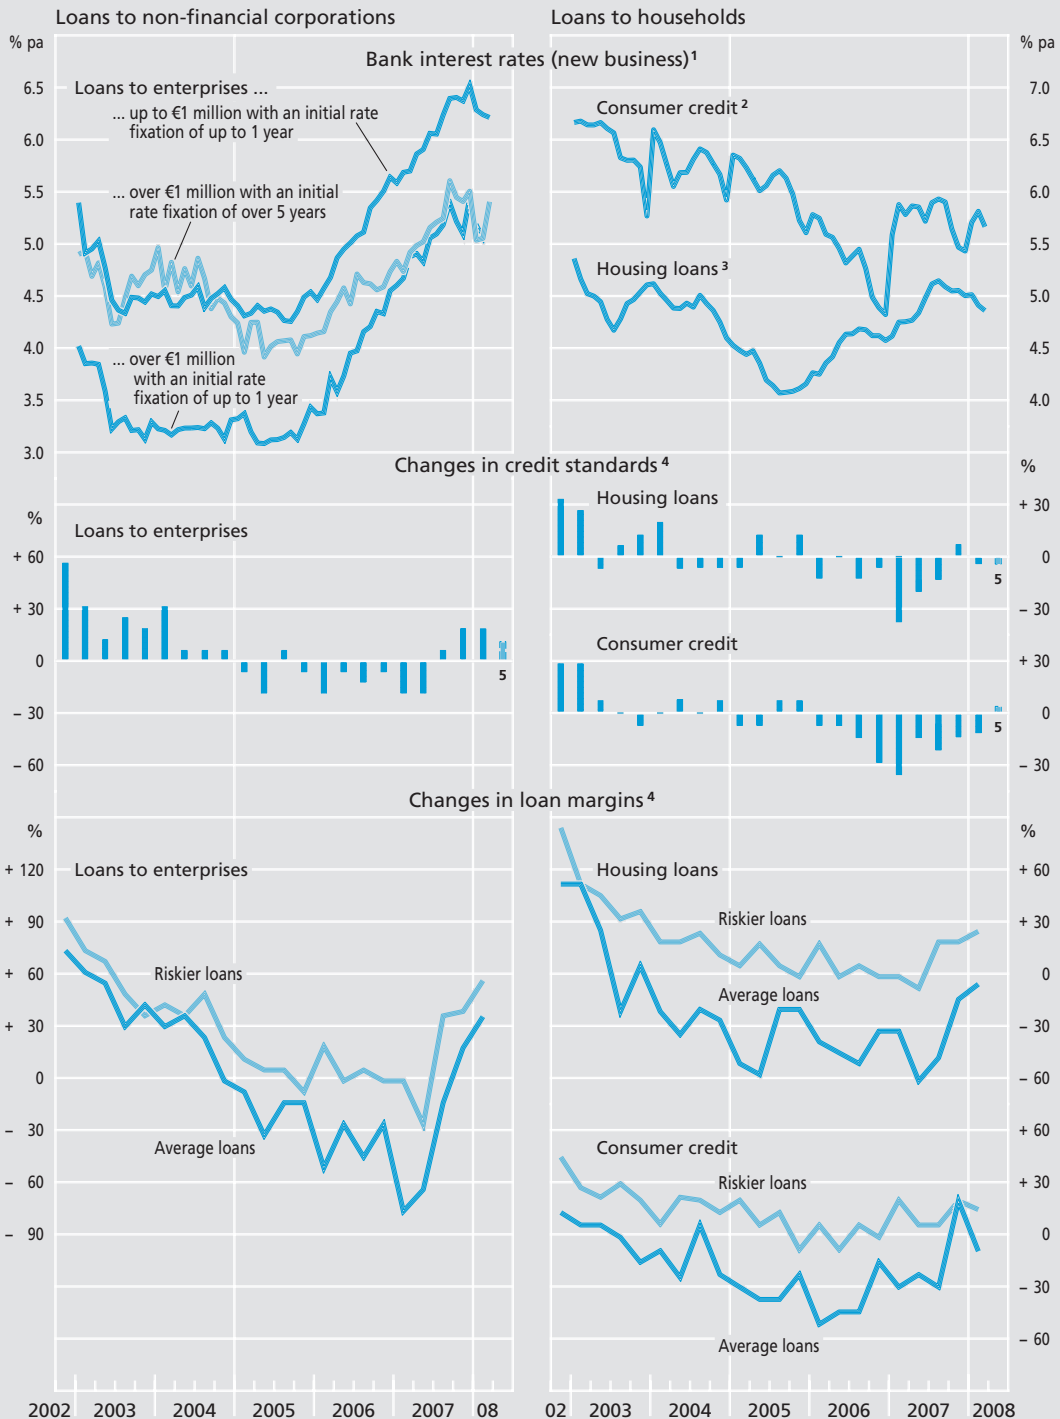 Loans to non-financial corporations
Loans to households
% pa
% pa
Bank interest rates (new business) 1
6.5
6.0
5.5
5.0
4.5
4.0
3.5
3.0
Loans to enterprises ...
... up to €1 million with an initial rate
fixation of up to 1 year
... over €1 million with an initial
rate fixation of over 5 years
... over €1 million
with an initial rate
fixation of up to 1 year
7.0
6.5
6.0
5.5
5.0
4.5
4.0
Consumer credit 2
Housing loans 3
Changes in credit standards 4
%
Loans to enterprises
+ 60
+ 30
0
– 30
– 60
5
%
Housing loans
+ 30
0
– 30
5
Consumer credit
+ 30
0
– 30
5
Changes in loan margins 4
%
Loans to enterprises
+ 120
+ 90
+ 60
+ 30
0
– 30
– 60
– 90
Riskier loans
Average loans
%
Housing loans
+ 60
+ 30
0
– 30
– 60
Riskier loans
Average loans
Consumer credit
+ 60
+ 30
0
– 30
– 60
Riskier loans
Average loans
2002 2003 2004 2005 2006 2007 08
02 2003 2004 2005 2006 2007 2008